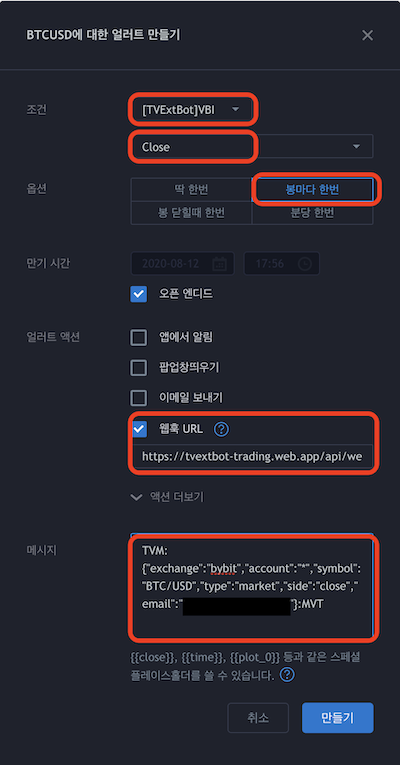 BTCUSD에 대한 얼러트 만들기
조건
[TVExtBot]VBI
Close
옵션
딱 한번
봉마다 한번
봉 닫힐때 한번
분당 한번
만기 시간
2020-08-12
17:56
오픈 엔디드
얼러트 액션
앱에서 알림
팝업창띄우기
이메일 보내기
웹훅 URL
https://tvextbot-trading.web.app/api/we
액션 더보기
메시지
TVM:
{"exchange":"bybit","account":"*","symbol":
"BTC/USD","type":"market","side":"close","
email":" "}:MVT
{{close}}, {{time}}, {{plot_0}} 등과 같은 스페셜
플레이스홀더를 쓸 수 있습니다.
취소
만들기